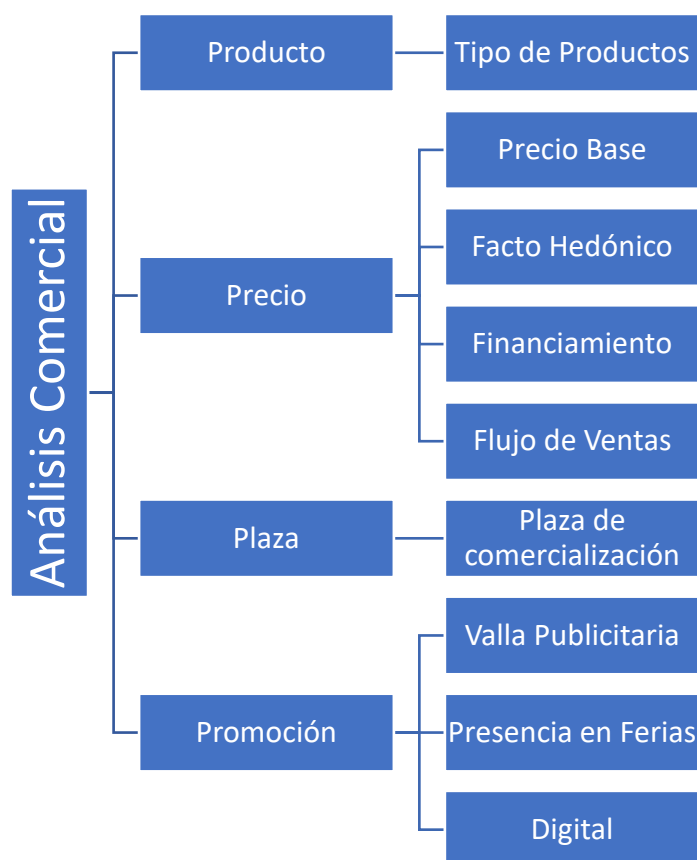 Análisis Comercial
Producto
Tipo de Productos
Precio
Precio Base
Facto Hedónico
Financiamiento
Flujo de Ventas
Plaza
Plaza de
comercialización
Promoción
Valla Publicitaria
Presencia en Ferias
Digital